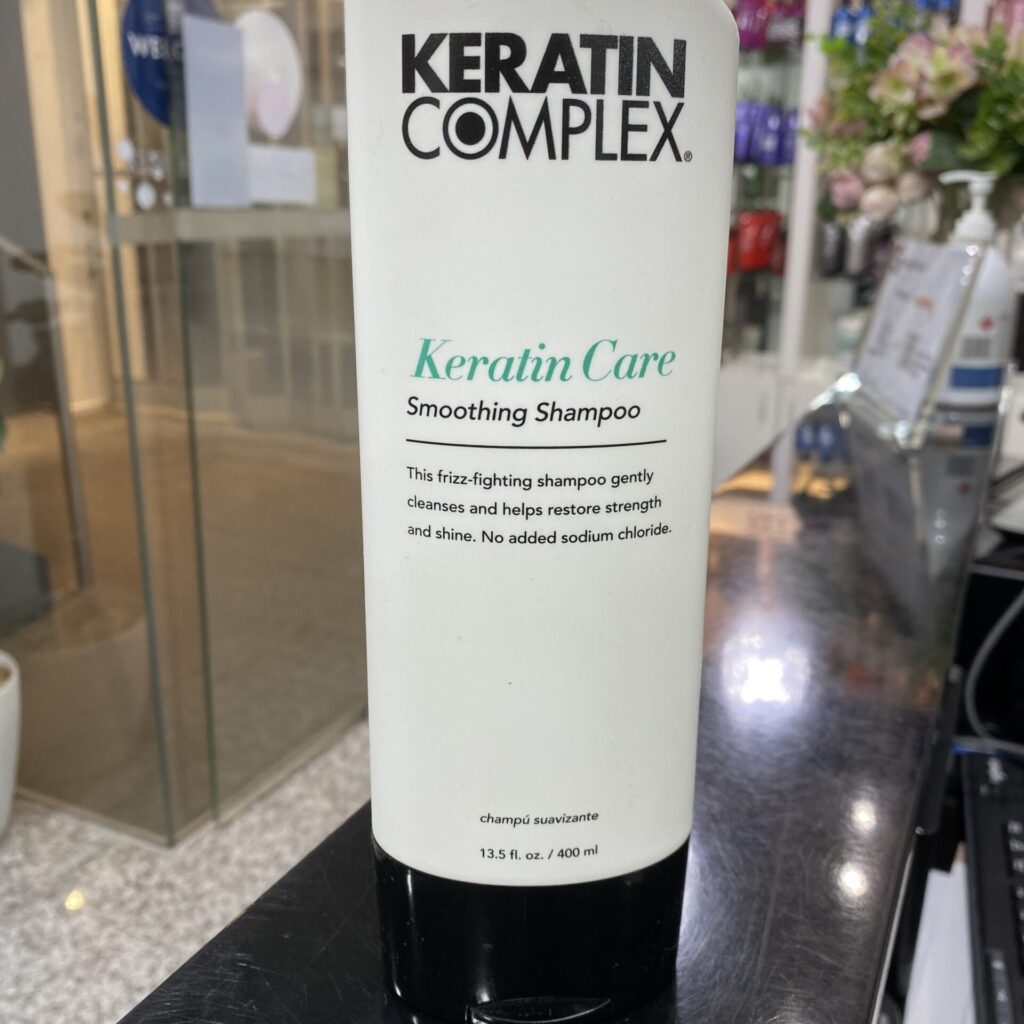 KERATIN
COMPLEX®
Keratin Care
Smoothing Shampoo
This frizz-fighting shampoo gently
cleanses and helps restore strength
and shine. No added sodium chloride.
champú suavizante
13.5 fl. oz. / 400 ml